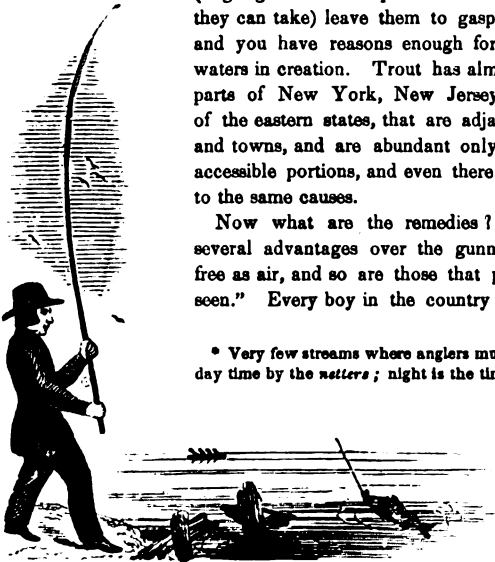 they can take) leave them to gasp
and you have reasons enough for
waters in creation. Trout has alm
parts of New York, New Jersey
of the eastern states, that are adja
and towns, and are abundant only
accessible portions, and even there
to the same causes.
Now what are the remedies?
several advantages over the gunn
free as air, and so are those that p
seen." Every boy in the country
* Very few streams where anglers mu
day time by the netters; night is the tim